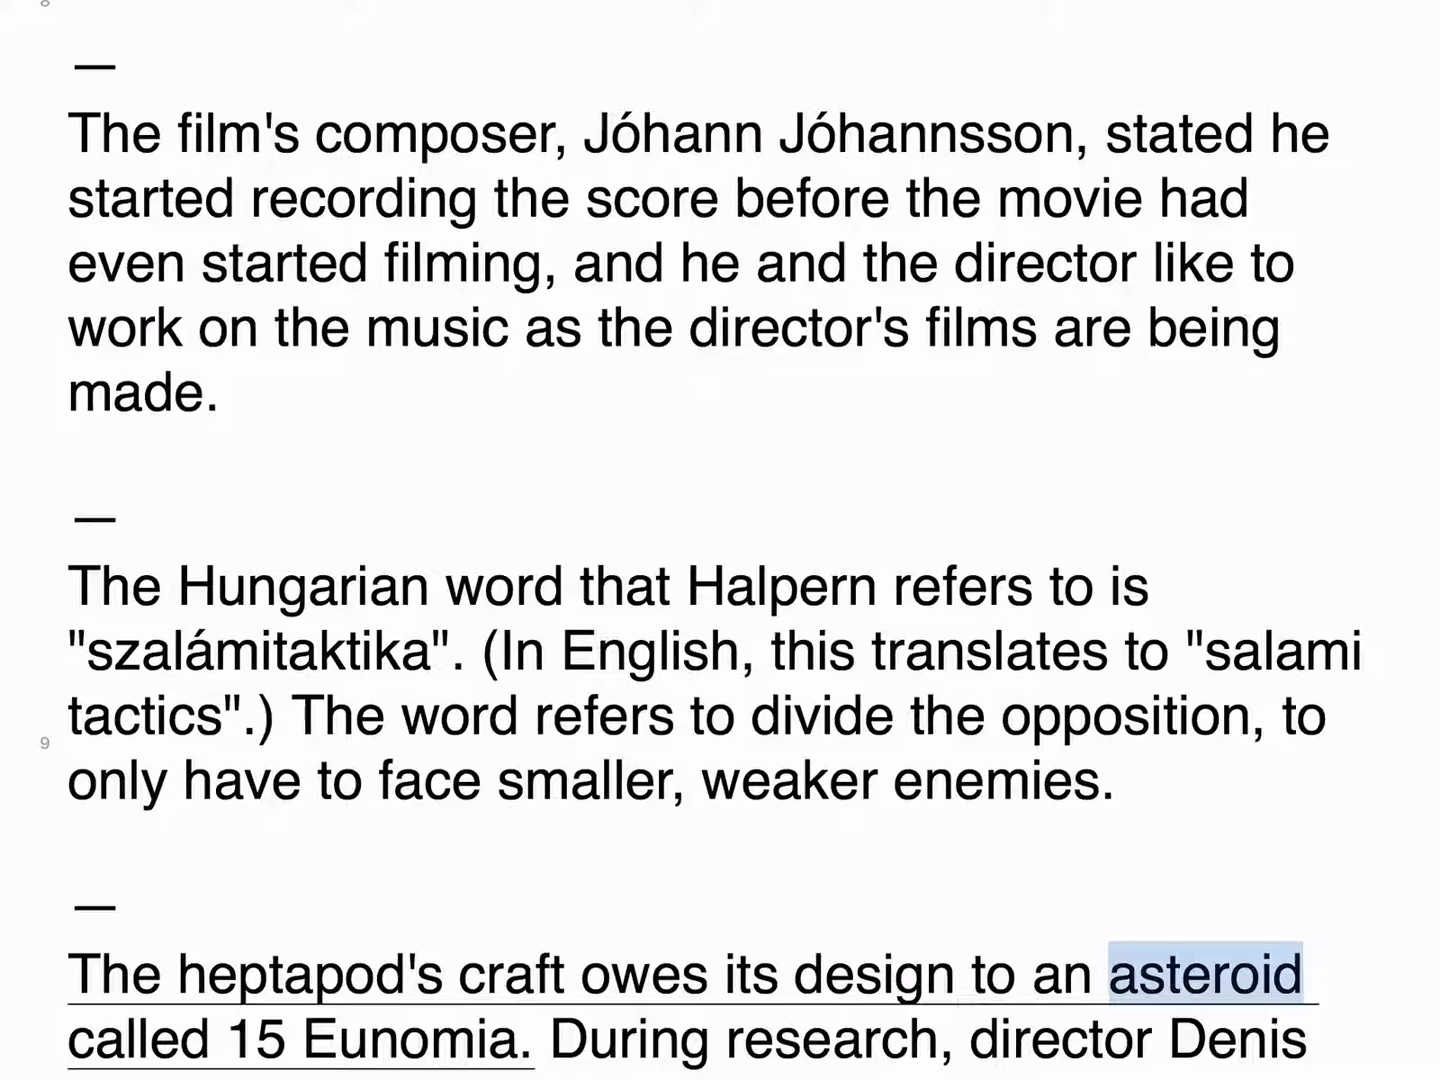 8
—
The film's composer, Jóhann Jóhannsson, stated he
started recording the score before the movie had
even started filming, and he and the director like to
work on the music as the director's films are being
made.
—
The Hungarian word that Halpern refers to is
"szalámitaktika". (In English, this translates to "salami
tactics".) The word refers to divide the opposition, to
9
only have to face smaller, weaker enemies.
—
The heptapod's craft owes its design to an asteroid
called 15 Eunomia. During research, director Denis